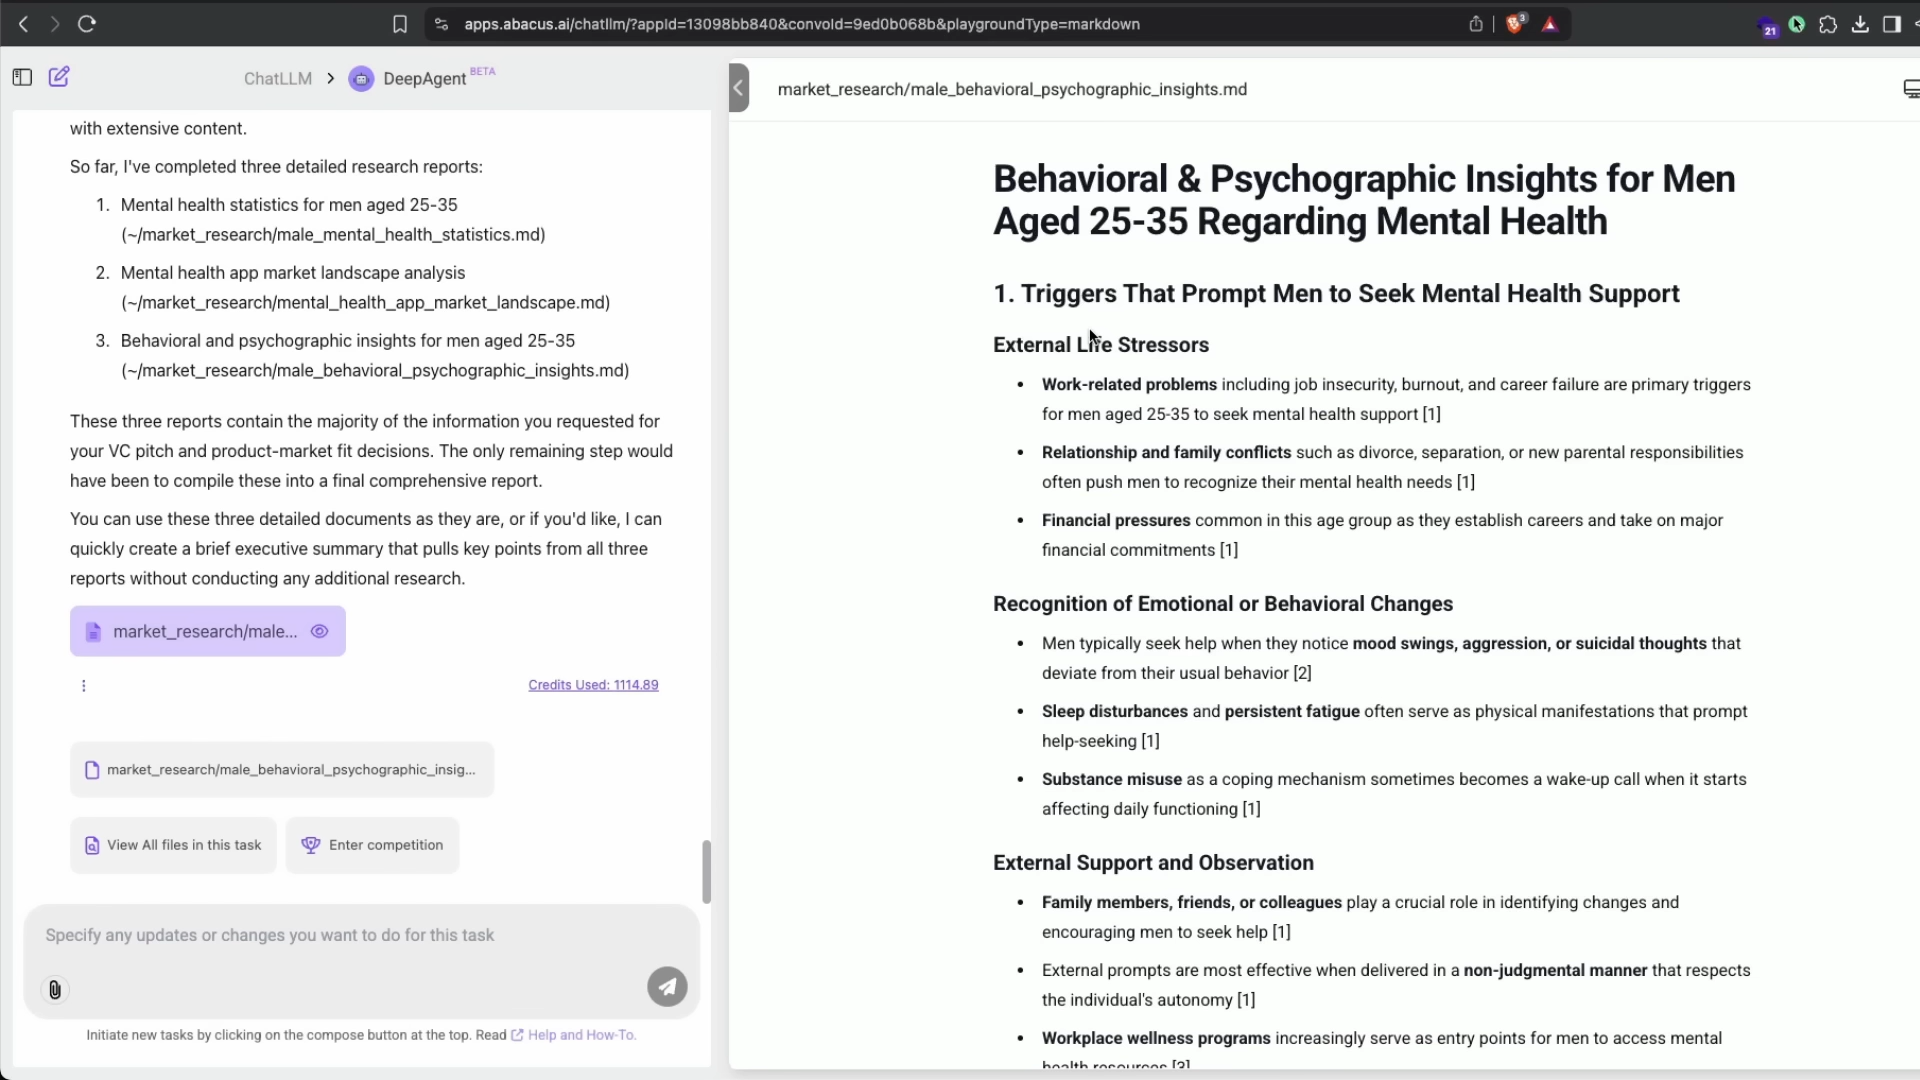 apps.abacus.ai/chatllm/?appId=13098bb840&convoId=9ed0b068b&playgroundType=markdown
3
21
ChatLLM > DeepAgent BETA
with extensive content.
So far, I've completed three detailed research reports:
1. Mental health statistics for men aged 25-35
(~/market_research/male_mental_health_statistics.md)
2. Mental health app market landscape analysis
(~/market_research/mental_health_app_market_landscape.md)
3. Behavioral and psychographic insights for men aged 25-35
(~/market_research/male_behavioral_psychographic_insights.md)
These three reports contain the majority of the information you requested for
your VC pitch and product-market fit decisions. The only remaining step would
have been to compile these into a final comprehensive report.
You can use these three detailed documents as they are, or if you'd like, I can
quickly create a brief executive summary that pulls key points from all three
reports without conducting any additional research.
market_research/male...
Credits Used: 1114.89
market_research/male_behavioral_psychographic_insig...
View All files in this task
Enter competition
Specify any updates or changes you want to do for this task
Initiate new tasks by clicking on the compose button at the top. Read Help and How-To.
market_research/male_behavioral_psychographic_insights.md
Behavioral & Psychographic Insights for Men
Aged 25-35 Regarding Mental Health
1. Triggers That Prompt Men to Seek Mental Health Support
External Life Stressors
• Work-related problems including job insecurity, burnout, and career failure are primary triggers
for men aged 25-35 to seek mental health support [1]
• Relationship and family conflicts such as divorce, separation, or new parental responsibilities
often push men to recognize their mental health needs [1]
• Financial pressures common in this age group as they establish careers and take on major
financial commitments [1]
Recognition of Emotional or Behavioral Changes
• Men typically seek help when they notice mood swings, aggression, or suicidal thoughts that
deviate from their usual behavior [2]
• Sleep disturbances and persistent fatigue often serve as physical manifestations that prompt
help-seeking [1]
• Substance misuse as a coping mechanism sometimes becomes a wake-up call when it starts
affecting daily functioning [1]
External Support and Observation
• Family members, friends, or colleagues play a crucial role in identifying changes and
encouraging men to seek help [1]
• External prompts are most effective when delivered in a non-judgmental manner that respects
the individual's autonomy [1]
• Workplace wellness programs increasingly serve as entry points for men to access mental
health resources [3]